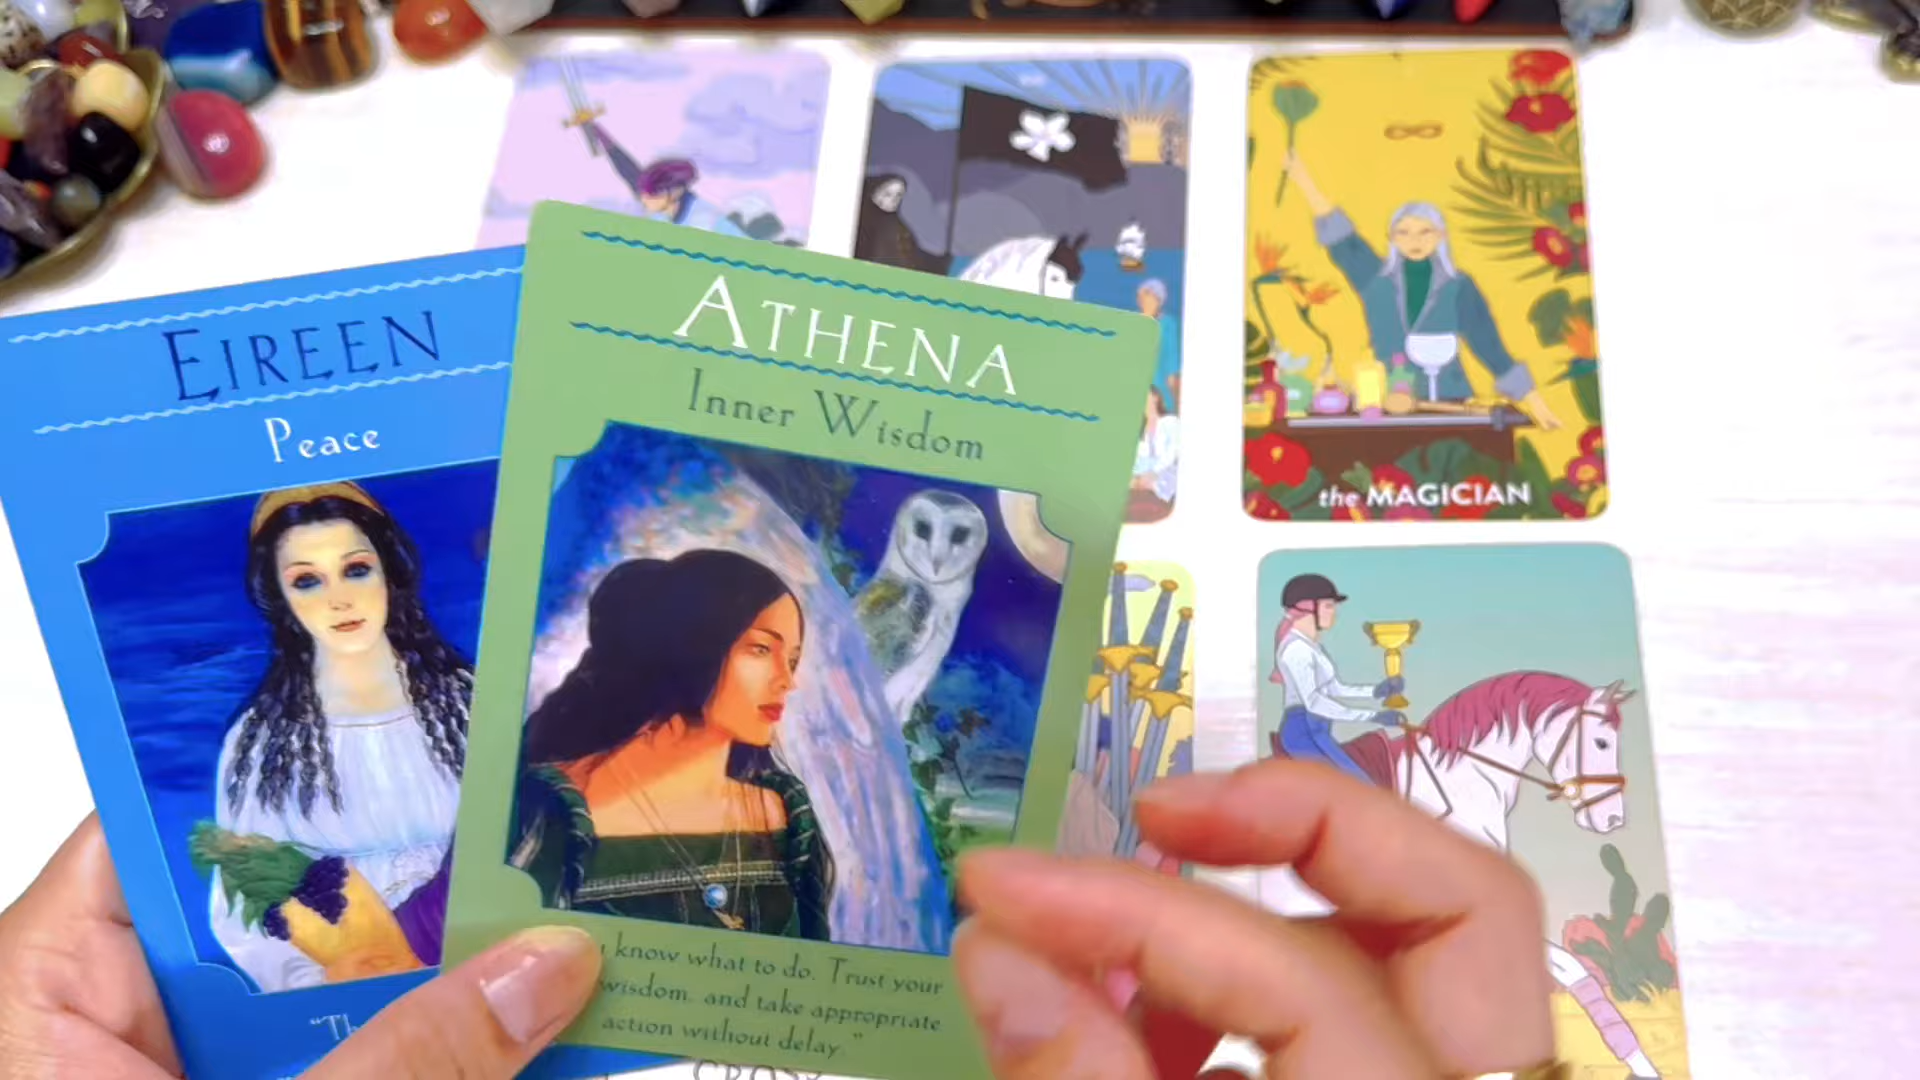 EIREEN
Peace
ATHENA
Inner Wisdom
know what to do. Trust your
wisdom, and take appropriate
action without delay."
the MAGICIAN